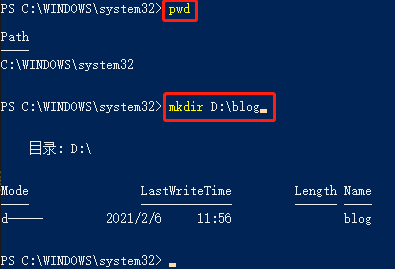 PS C:\WINDOWS\system32> pwd
Path
----
C:\WINDOWS\system32
PS C:\WINDOWS\system32> mkdir D:\blog
目录: D:\
Mode LastWriteTime Length Name
---- ------------- ------ ----
d----- 2021/2/6 11:56 blog
PS C:\WINDOWS\system32>